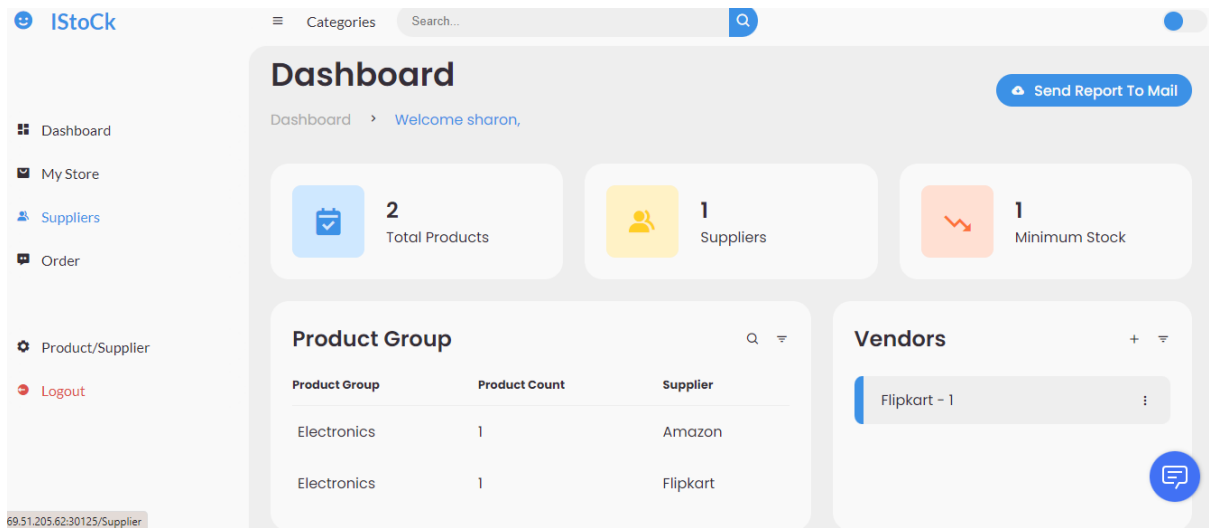 IStoCk
Categories
Search...
Dashboard
Send Report To Mail
Dashboard > Welcome sharon,
Dashboard
My Store
Suppliers
Order
Product/Supplier
Logout
2
Total Products
1
Suppliers
1
Minimum Stock
Product Group
Product Group Product Count Supplier
Electronics 1 Amazon
Electronics 1 Flipkart
Vendors
Flipkart - 1
69.51.205.62:30125/Supplier